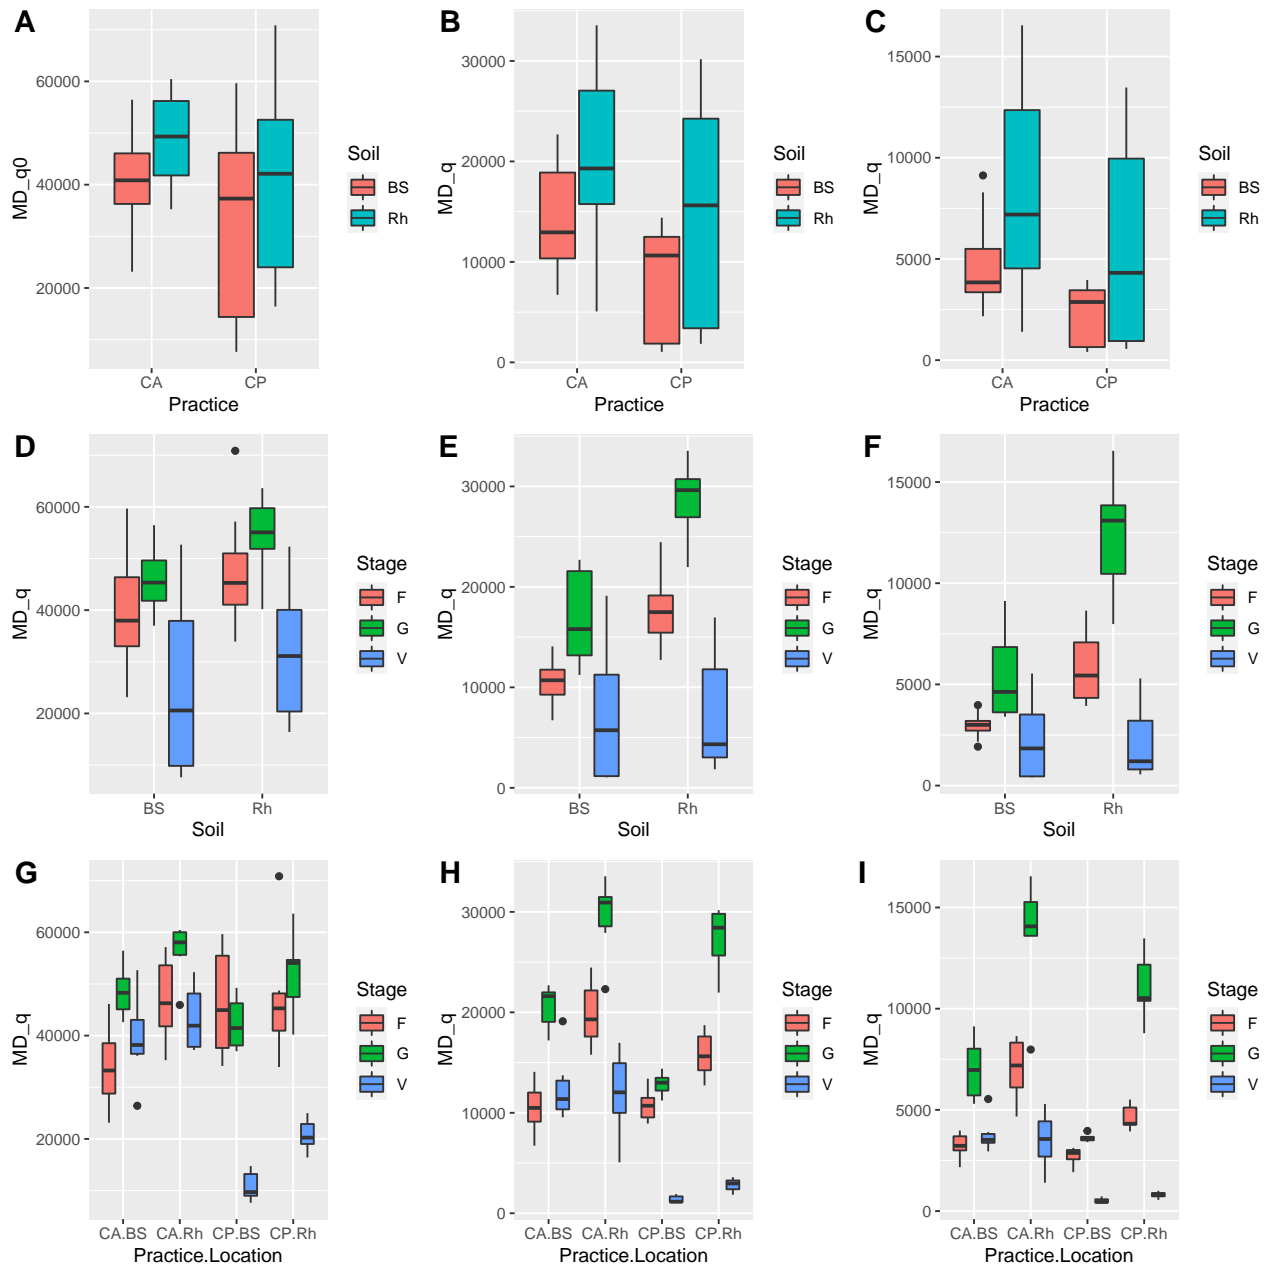 A
MD_q0
60000
40000
20000
CA
CP
Practice
Soil
BS
Rh
B
MD_q
30000
20000
10000
0
CA
CP
Practice
Soil
BS
Rh
C
MD_q
15000
10000
5000
0
CA
CP
Practice
Soil
BS
Rh
D
MD_q
60000
40000
20000
BS
Rh
Soil
Stage
F
G
V
E
MD_q
30000
20000
10000
0
BS
Rh
Soil
Stage
F
G
V
F
MD_q
15000
10000
5000
0
BS
Rh
Soil
Stage
F
G
V
G
MD_q
60000
40000
20000
CA.BS
CA.Rh
CP.BS
CP.Rh
Practice.Location
Stage
F
G
V
H
MD_q
30000
20000
10000
0
CA.BS
CA.Rh
CP.BS
CP.Rh
Practice.Location
Stage
F
G
V
I
MD_q
15000
10000
5000
0
CA.BS
CA.Rh
CP.BS
CP.Rh
Practice.Location
Stage
F
G
V